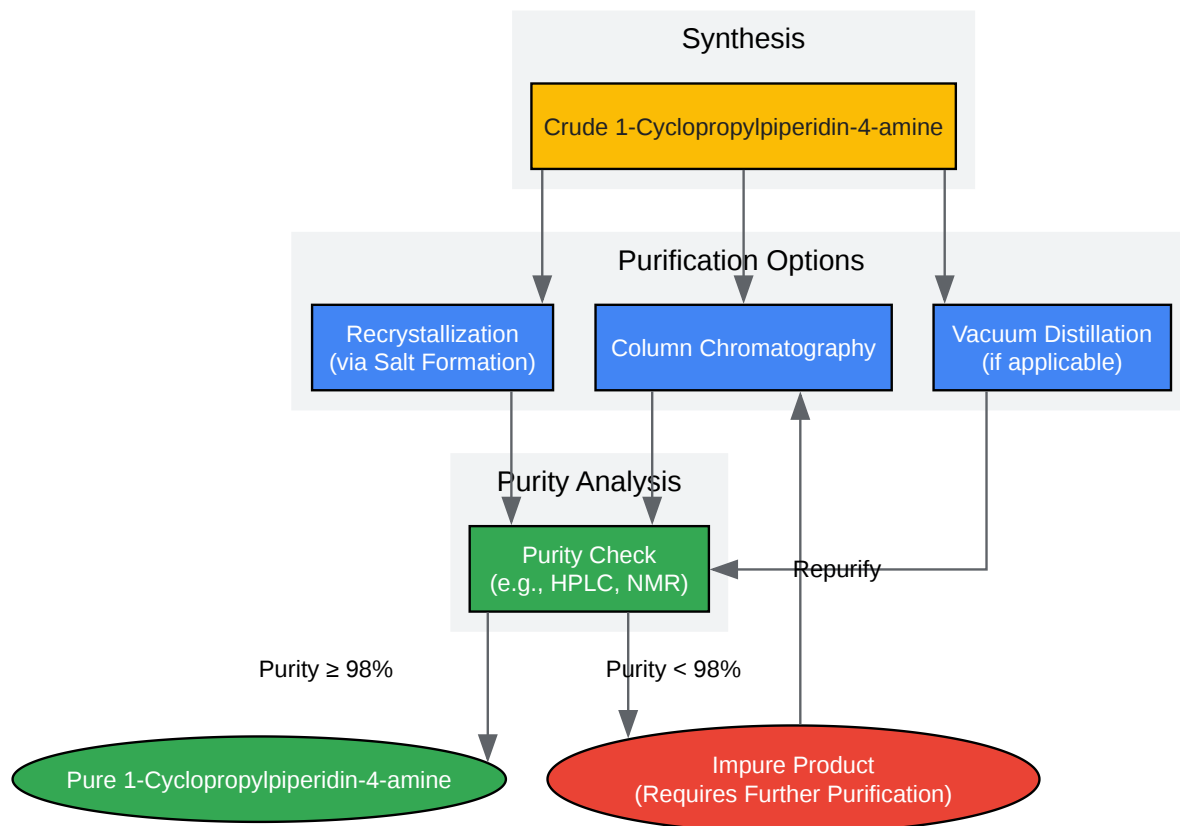 Synthesis
Crude 1-Cyclopropylpiperidin-4-amine
Purification Options
Recrystallization
(via Salt Formation)
Column Chromatography
Vacuum Distillation
(if applicable)
Purity Analysis
Purity Check
(e.g., HPLC, NMR)
Repurify
Purity ≥ 98%
Purity < 98%
Pure 1-Cyclopropylpiperidin-4-amine
Impure Product
(Requires Further Purification)